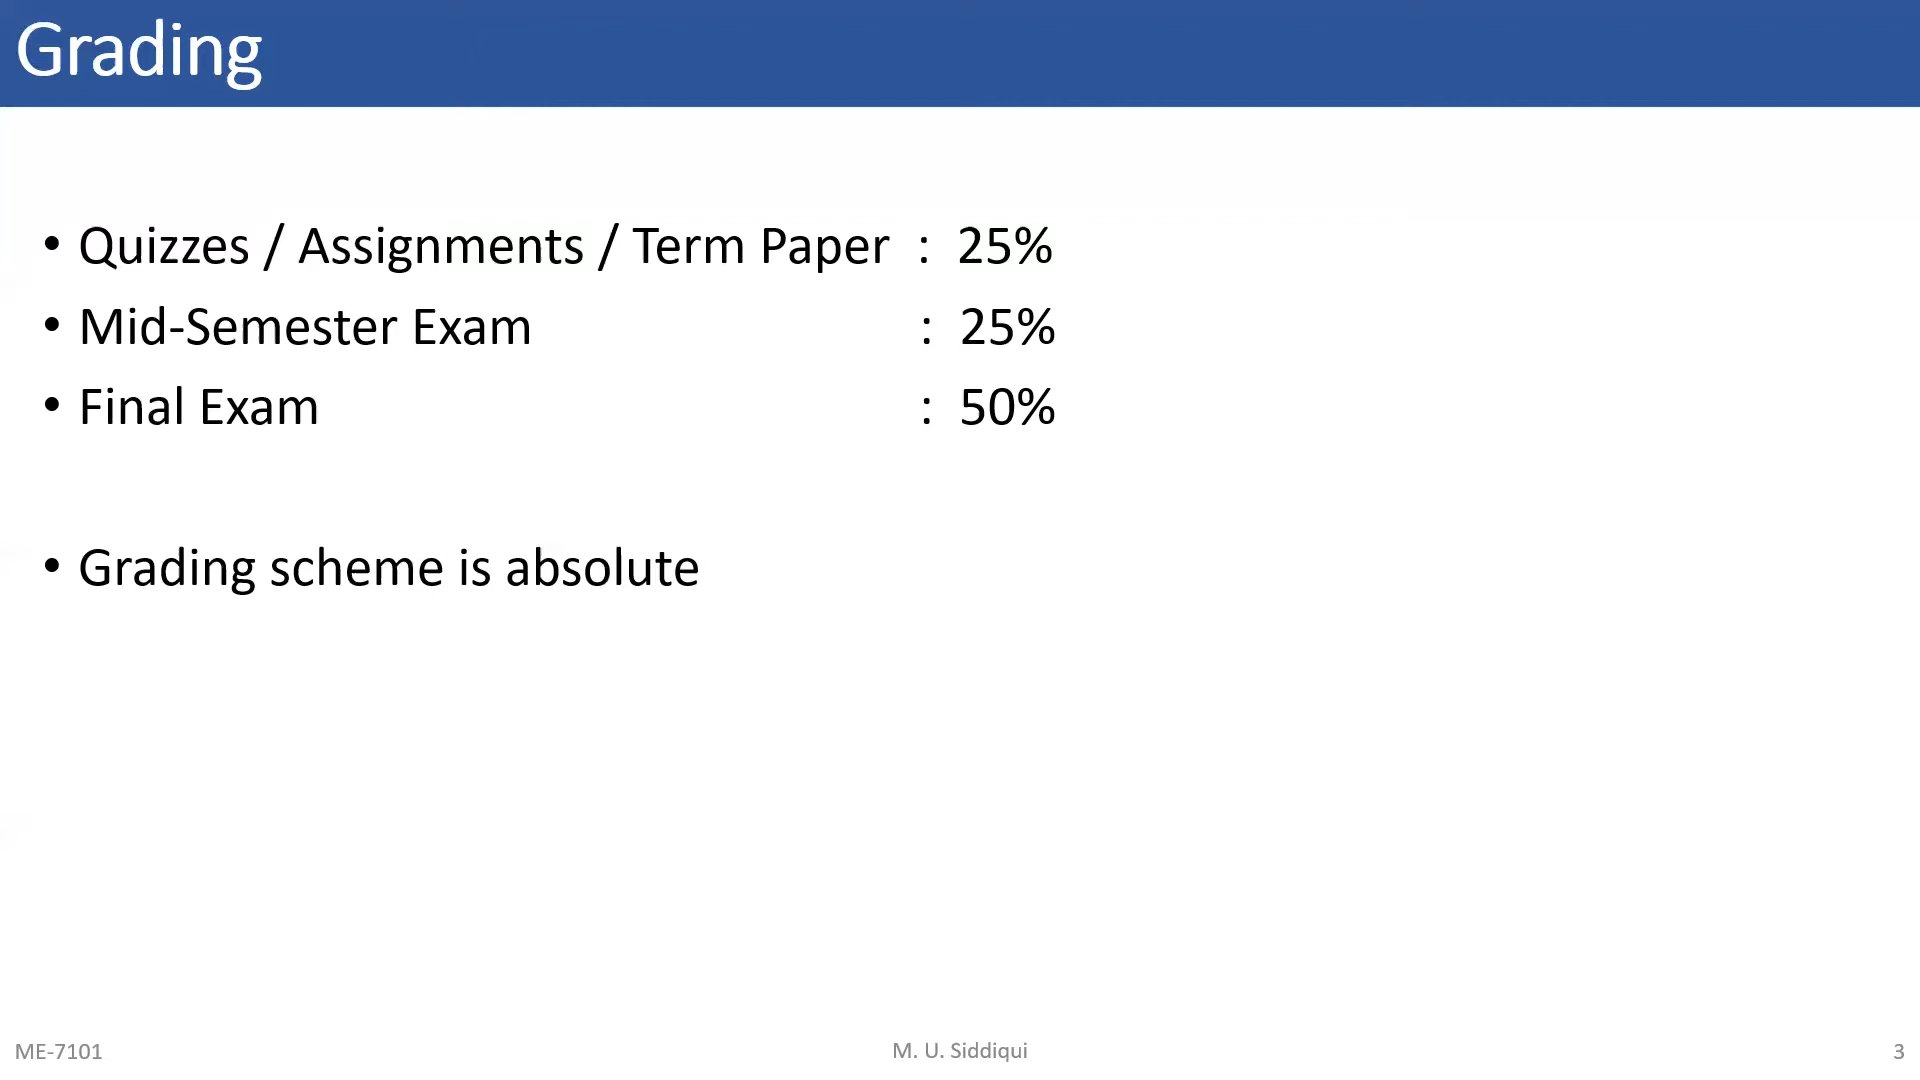 Grading
• Quizzes / Assignments / Term Paper : 25%
• Mid-Semester Exam : 25%
• Final Exam : 50%
• Grading scheme is absolute
ME-7101
M. U. Siddiqui
3